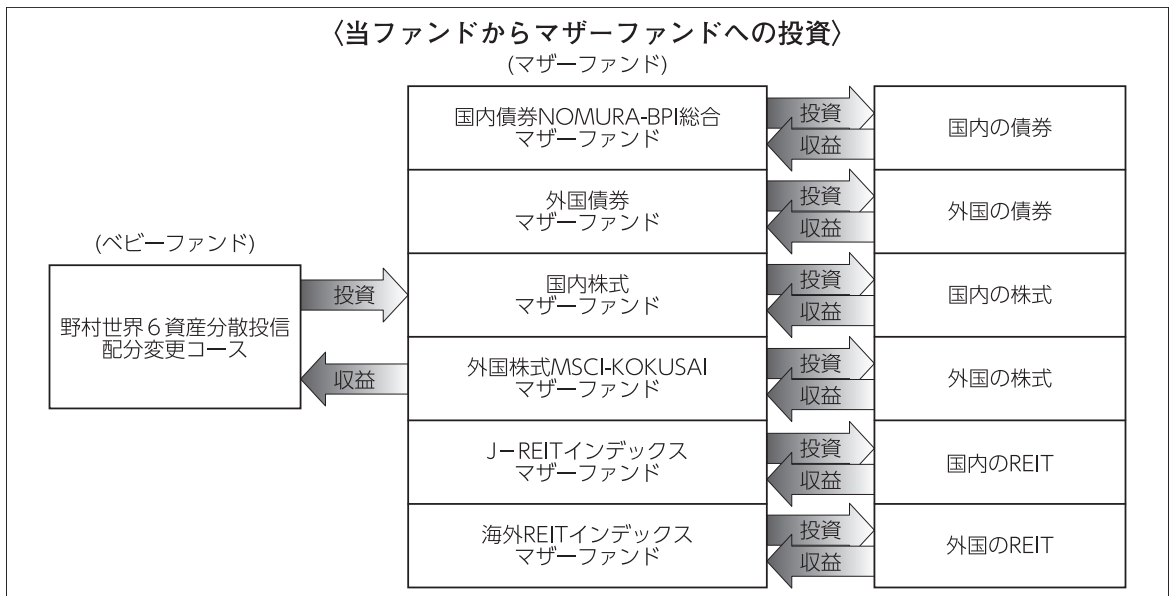 〈当ファンドからマザーファンドへの投資〉
(マザーファンド)
国内債券NOMURA-BPI総合
マザーファンド
投資
収益
国内の債券
外国債券
マザーファンド
投資
収益
外国の債券
(ベビーファンド)
野村世界６資産分散投信
配分変更コース
投資
収益
国内株式
マザーファンド
投資
収益
国内の株式
外国株式MSCI-KOKUSAI
マザーファンド
投資
収益
外国の株式
J－REITインデックス
マザーファンド
投資
収益
国内のREIT
海外REITインデックス
マザーファンド
投資
収益
外国のREIT